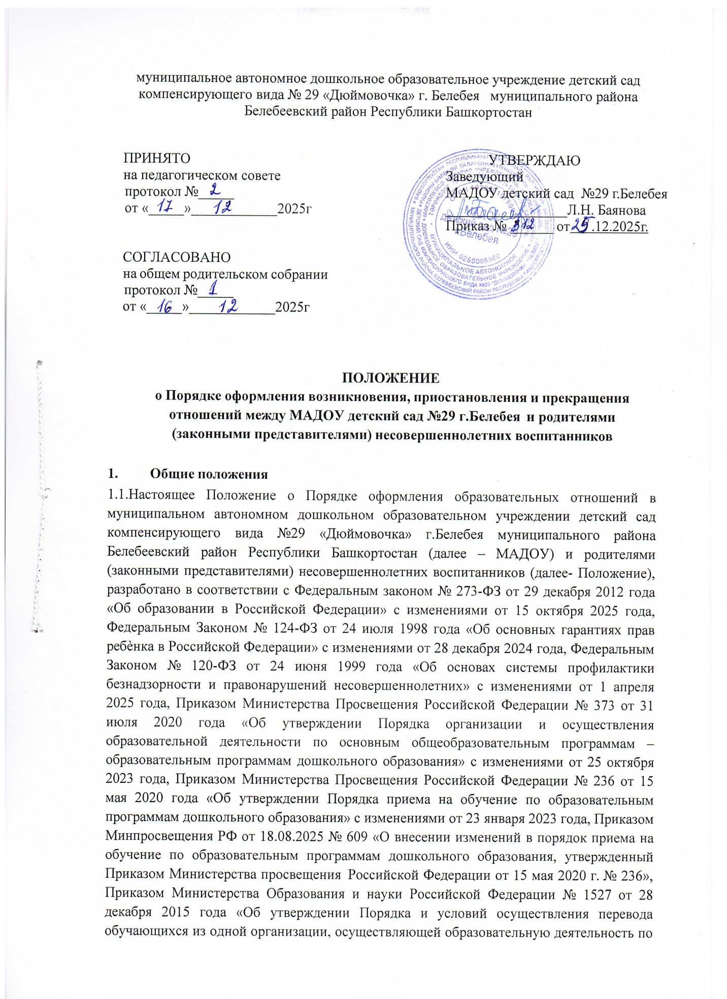 муниципальное автономное дошкольное образовательное учреждение детский сад
компенсирующего вида № 29 «Дюймовочка» г. Белебея муниципального района
Белебеевский район Республики Башкортостан
ПРИНЯТО
на педагогическом совете
протокол № 2
от « 17 » 12 2025г
УТВЕРЖДАЮ
Заведующий
МАДОУ детский сад №29 г.Белебея
Л.Н. Баянова
Приказ № 312 от 25.12.2025г.
МАДОУ
детский сад №29
г.Белебея
СОГЛАСОВАНО
на общем родительском собрании
протокол № 1
от « 16 » 12 2025г
ПОЛОЖЕНИЕ
о Порядке оформления возникновения, приостановления и прекращения
отношений между МАДОУ детский сад №29 г.Белебея и родителями
(законными представителями) несовершеннолетних воспитанников
1. Общие положения
1.1.Настоящее Положение о Порядке оформления образовательных отношений в
муниципальном автономном дошкольном образовательном учреждении детский сад
компенсирующего вида №29 «Дюймовочка» г.Белебея муниципального района
Белебеевский район Республики Башкортостан (далее – МАДОУ) и родителями
(законными представителями) несовершеннолетних воспитанников (далее- Положение),
разработано в соответствии с Федеральным законом № 273-ФЗ от 29 декабря 2012 года
«Об образовании в Российской Федерации» с изменениями от 15 октября 2025 года,
Федеральным Законом № 124-ФЗ от 24 июля 1998 года «Об основных гарантиях прав
ребѐнка в Российской Федерации» с изменениями от 28 декабря 2024 года, Федеральным
Законом № 120-ФЗ от 24 июня 1999 года «Об основах системы профилактики
безнадзорности и правонарушений несовершеннолетних» с изменениями от 1 апреля
2025 года, Приказом Министерства Просвещения Российской Федерации № 373 от 31
июля 2020 года «Об утверждении Порядка организации и осуществления
образовательной деятельности по основным общеобразовательным программам –
образовательным программам дошкольного образования» с изменениями от 25 октября
2023 года, Приказом Министерства Просвещения Российской Федерации № 236 от 15
мая 2020 года «Об утверждении Порядка приема на обучение по образовательным
программам дошкольного образования» с изменениями от 23 января 2023 года, Приказом
Минпросвещения РФ от 18.08.2025 № 609 «О внесении изменений в порядок приема на
обучение по образовательным программам дошкольного образования, утвержденный
Приказом Министерства просвещения Российской Федерации от 15 мая 2020 г. № 236»,
Приказом Министерства Образования и науки Российской Федерации № 1527 от 28
декабря 2015 года «Об утверждении Порядка и условий осуществления перевода
обучающихся из одной организации, осуществляющей образовательную деятельность по